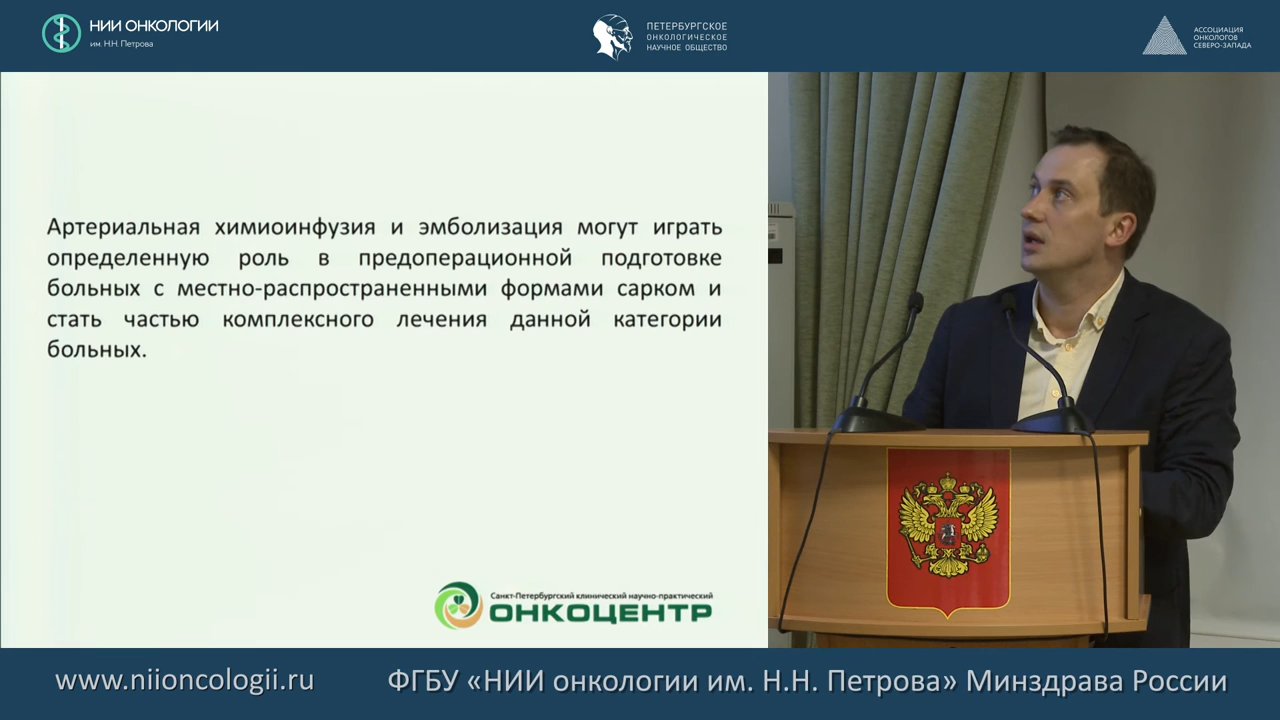 НИИ ОНКОЛОГИИ
им. Н.Н. Петрова
ПЕТЕРБУРГСКОЕ
ОНКОЛОГИЧЕСКОЕ
НАУЧНОЕ ОБЩЕСТВО
АССОЦИАЦИЯ
ОНКОЛОГОВ
СЕВЕРО-ЗАПАДА
Артериальная химиоинфузия и эмболизация могут играть
определенную роль в предоперационной подготовке
больных с местно-распространенными формами сарком и
стать частью комплексного лечения данной категории
больных.
Санкт-Петербургский клинический научно-практический
ОНКОЦЕНТР
www.niioncologii.ru
ФГБУ «НИИ онкологии им. Н.Н. Петрова» Минздрава России